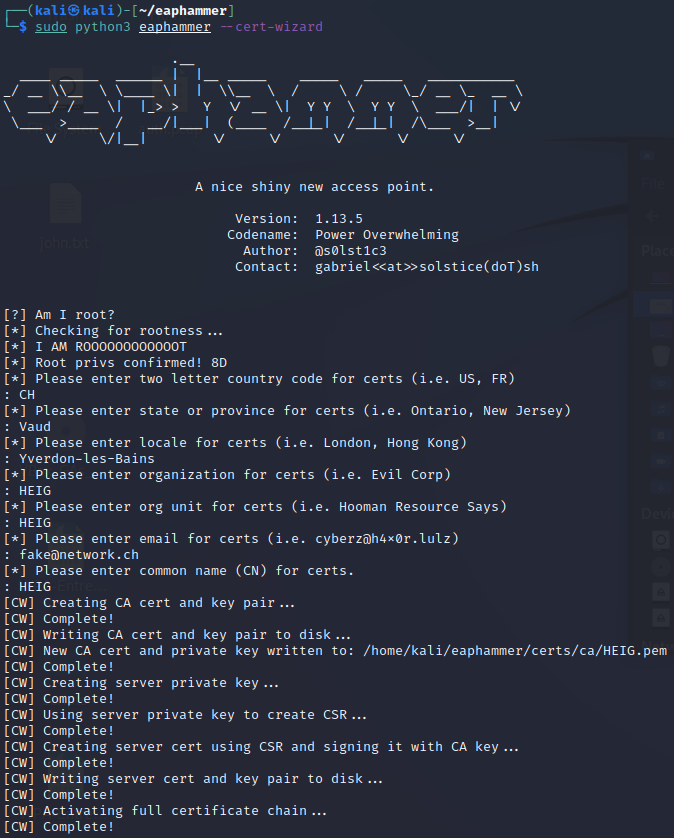 ┌──(kali㉿kali)-[~/eaphammer]
└─$ sudo python3 eaphammer --cert-wizard
A nice shiny new access point.
Version: 1.13.5
Codename: Power Overwhelming
Author: @s0lst1c3
Contact: gabriel<<at>>solstice(doT)sh
[?] Am I root?
[*] Checking for rootness...
[*] I AM ROOOOOOOOOOOOT
[*] Root privs confirmed! 8D
[*] Please enter two letter country code for certs (i.e. US, FR)
: CH
[*] Please enter state or province for certs (i.e. Ontario, New Jersey)
: Vaud
[*] Please enter locale for certs (i.e. London, Hong Kong)
: Yverdon-les-Bains
[*] Please enter organization for certs (i.e. Evil Corp)
: HEIG
[*] Please enter org unit for certs (i.e. Hooman Resource Says)
: HEIG
[*] Please enter email for certs (i.e. cyberz@h4x0r.lulz)
: fake@network.ch
[*] Please enter common name (CN) for certs.
: HEIG
[CW] Creating CA cert and key pair...
[CW] Complete!
[CW] Writing CA cert and key pair to disk...
[CW] New CA cert and private key written to: /home/kali/eaphammer/certs/ca/HEIG.pem
[CW] Complete!
[CW] Creating server private key...
[CW] Complete!
[CW] Using server private key to create CSR...
[CW] Complete!
[CW] Creating server cert using CSR and signing it with CA key...
[CW] Complete!
[CW] Writing server cert and key pair to disk...
[CW] Complete!
[CW] Activating full certificate chain...
[CW] Complete!
john.txt
File
Place
Devi